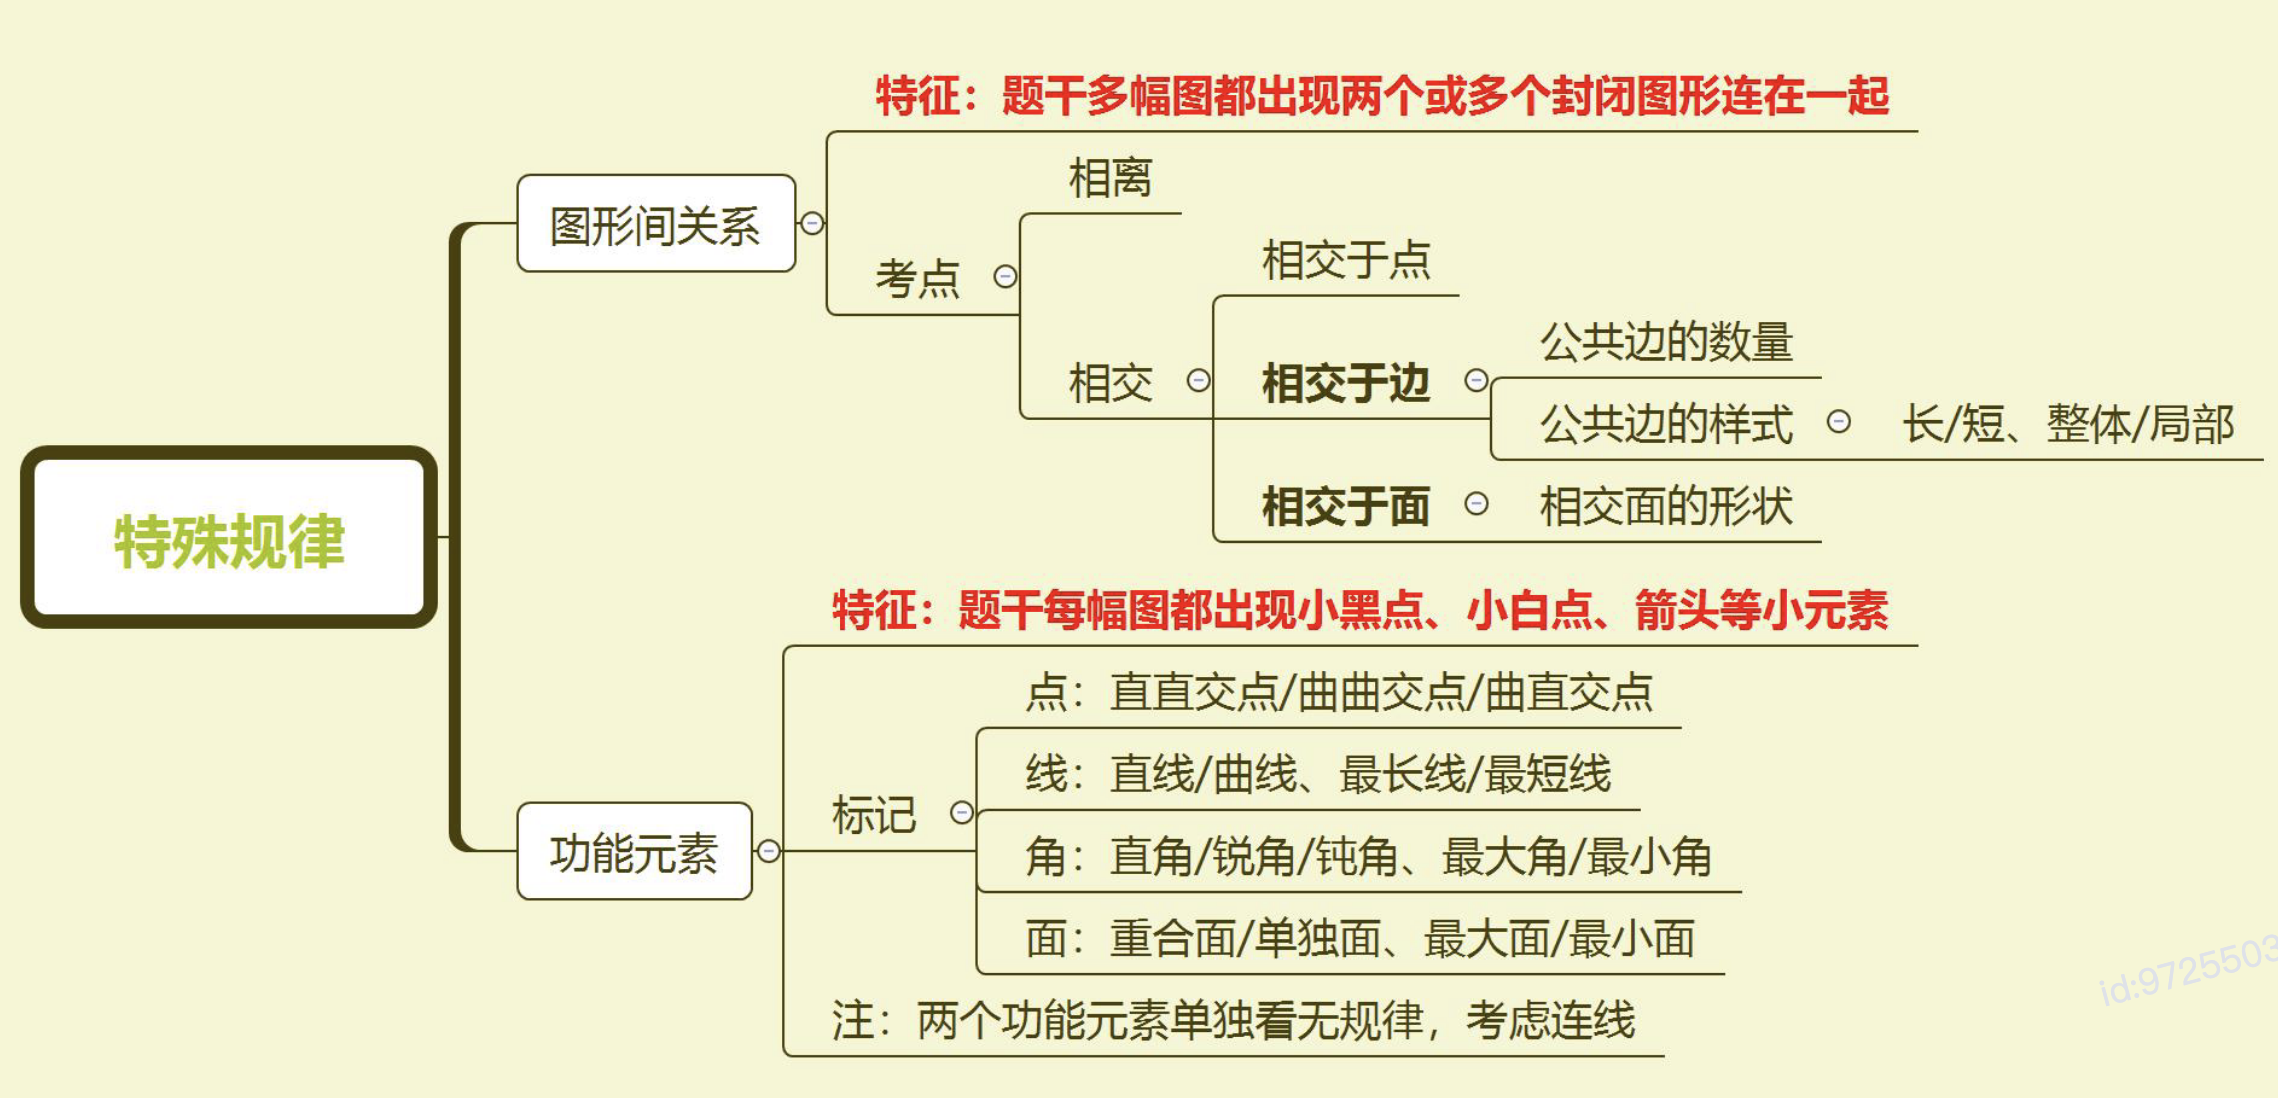 特征：题干多幅图都出现两个或多个封闭图形连在一起
相离
图形间关系
考点
相交于点
公共边的数量
相交
相交于边
公共边的样式
长/短、整体/局部
相交于面
相交面的形状
特殊规律
特征：题干每幅图都出现小黑点、小白点、箭头等小元素
点：直直交点/曲曲交点/曲直交点
线：直线/曲线、最长线/最短线
标记
功能元素
角：直角/锐角/钝角、最大角/最小角
面：重合面/单独面、最大面/最小面
注：两个功能元素单独看无规律，考虑连线
id:9725503